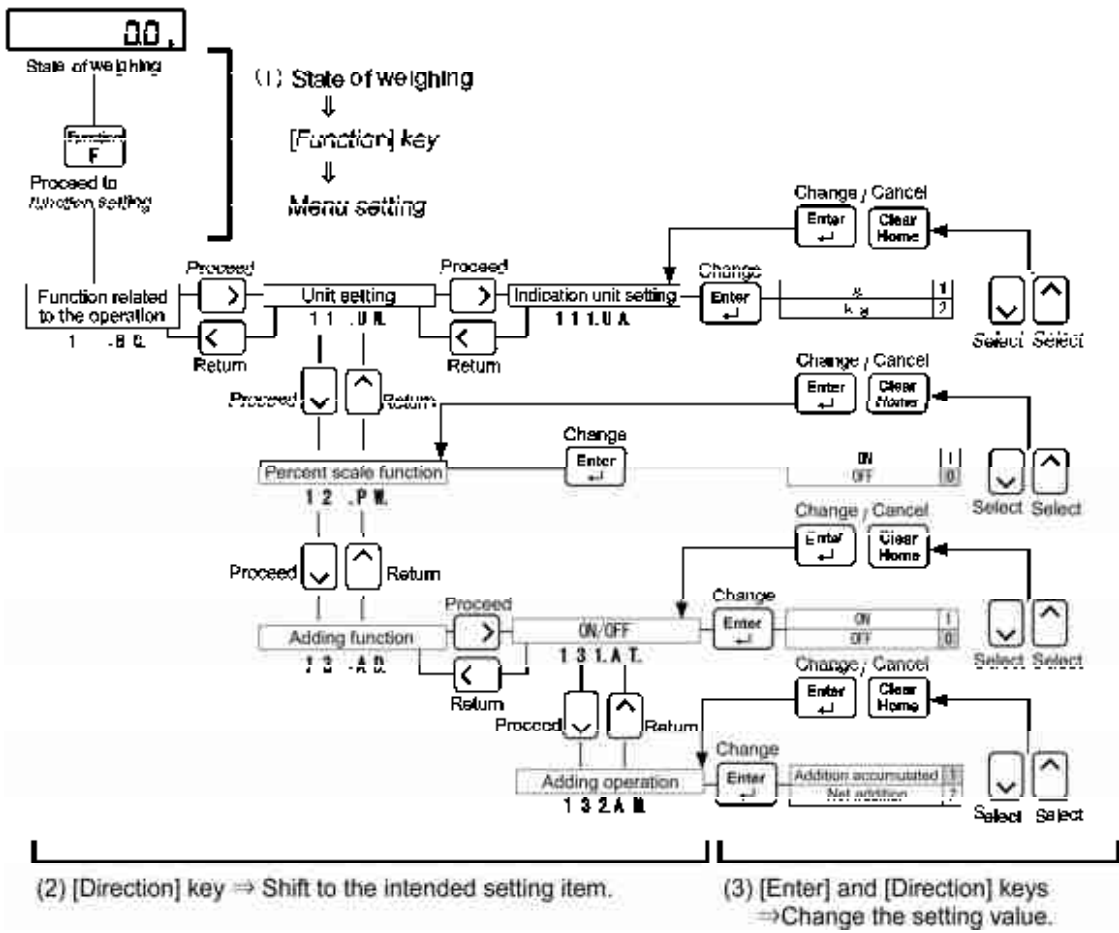 0.0
State of weighing
Function
F
Proceed to
function setting
(1) State of weighing
⇓
[Function] key
⇓
Menu setting
Change / Cancel
Enter
Clear
Home
Proceed
Proceed
Change
Function related
to the operation
Unit setting
Indication unit setting
Enter
g 1
kg 2
1 1 1.U A.
Return
Return
Select Select
Change / Cancel
Proceed
Return
Enter
Clear
Home
Change
Enter
Percent scale function
ON 1
OFF 0
1 2 .P W.
Select Select
Change / Cancel
Enter
Clear
Home
Proceed
Return
Proceed
Change
Adding function
ON/OFF
Enter
ON 1
OFF 0
1 3 .A D.
1 3 1.A T.
Select Select
Return
Change / Cancel
Enter
Clear
Home
Proceed
Return
Change
Adding operation
Enter
Addition accumulated 1
Net addition 2
1 3 2.A M.
Select Select
(2) [Direction] key ⇒ Shift to the intended setting item.
(3) [Enter] and [Direction] keys
⇒Change the setting value.